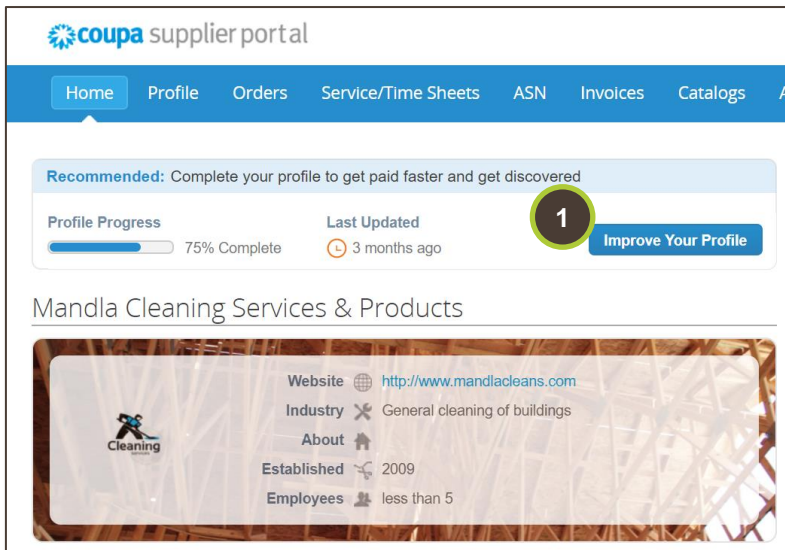 coupa supplier portal
Home Profile Orders Service/Time Sheets ASN Invoices Catalogs A
Recommended: Complete your profile to get paid faster and get discovered
Profile Progress Last Updated 1
75% Complete 3 months ago Improve Your Profile
Mandla Cleaning Services & Products
Website http://www.mandlacleans.com
Industry General cleaning of buildings
About
Cleaning
services
Established 2009
Employees less than 5